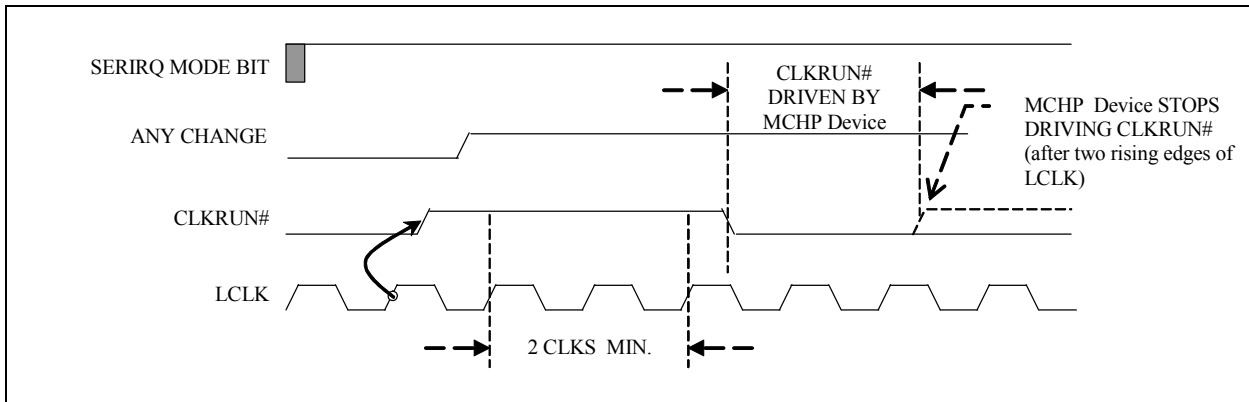 SERIRQ MODE BIT
CLKRUN#
DRIVEN BY
MCHP Device
MCHP Device STOPS
DRIVING CLKRUN#
(after two rising edges of
LCLK)
ANY CHANGE
CLKRUN#
LCLK
2 CLKS MIN.